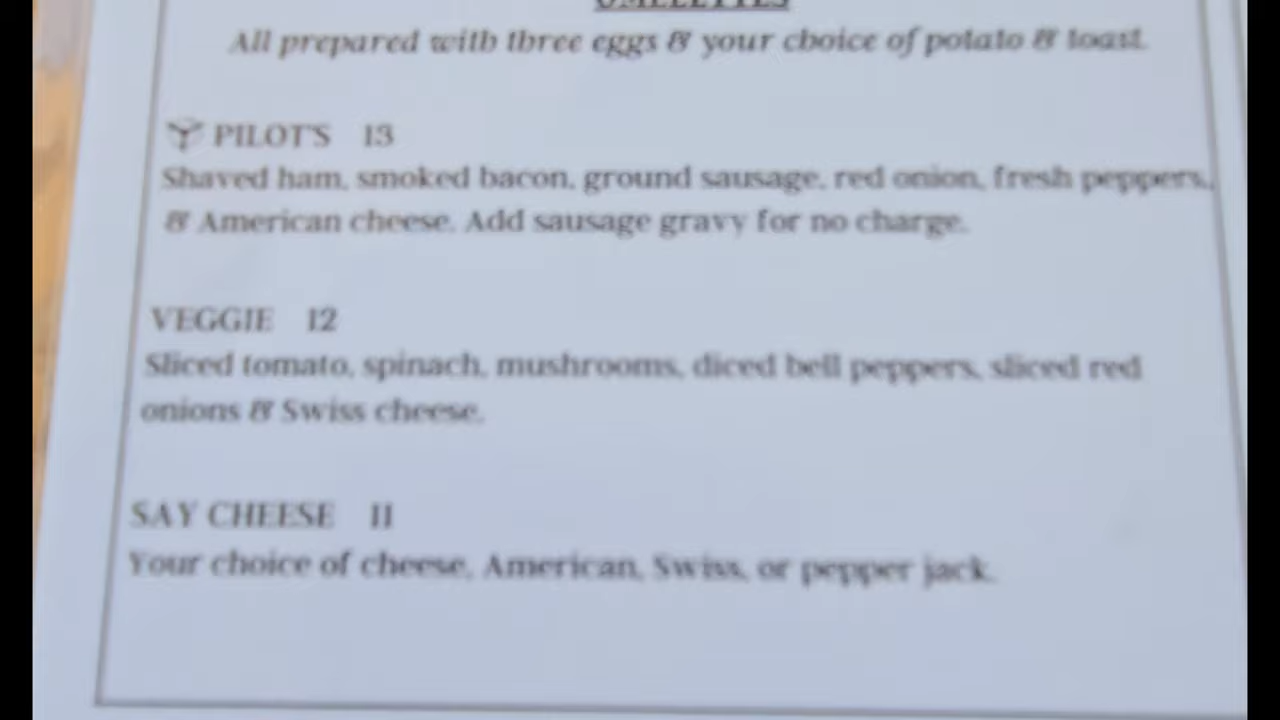 OMELETTES
All prepared with three eggs & your choice of potato & toast.
PILOT'S 13
Shaved ham, smoked bacon, ground sausage, red onion, fresh peppers,
& American cheese. Add sausage gravy for no charge.
VEGGIE 12
Sliced tomato, spinach, mushrooms, diced bell peppers, sliced red
onions & Swiss cheese.
SAY CHEESE 11
Your choice of cheese, American, Swiss, or pepper jack.